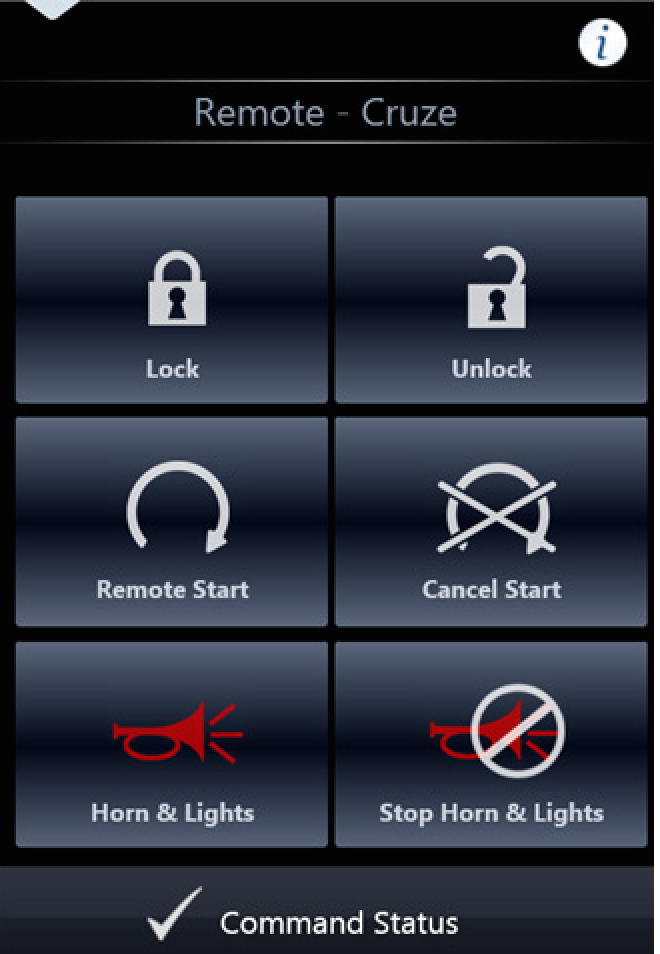 i
Remote - Cruze
Lock
Unlock
Remote Start
Cancel Start
Horn & Lights
Stop Horn & Lights
Command Status